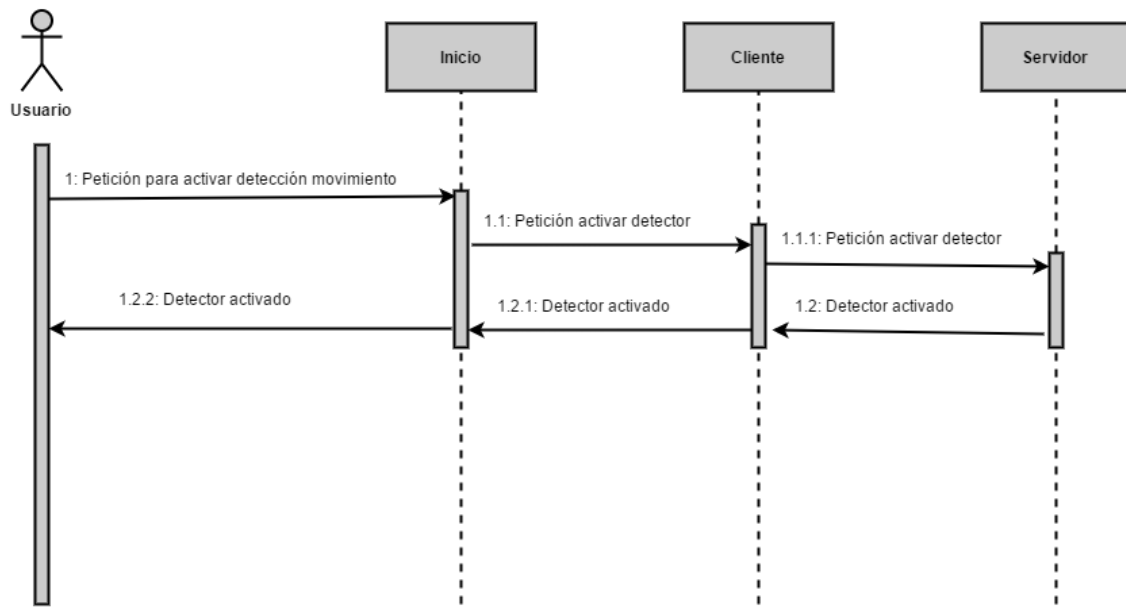 Usuario
Inicio
Cliente
Servidor
1: Petición para activar detección movimiento
1.1: Petición activar detector
1.1.1: Petición activar detector
1.2.2: Detector activado
1.2.1: Detector activado
1.2: Detector activado